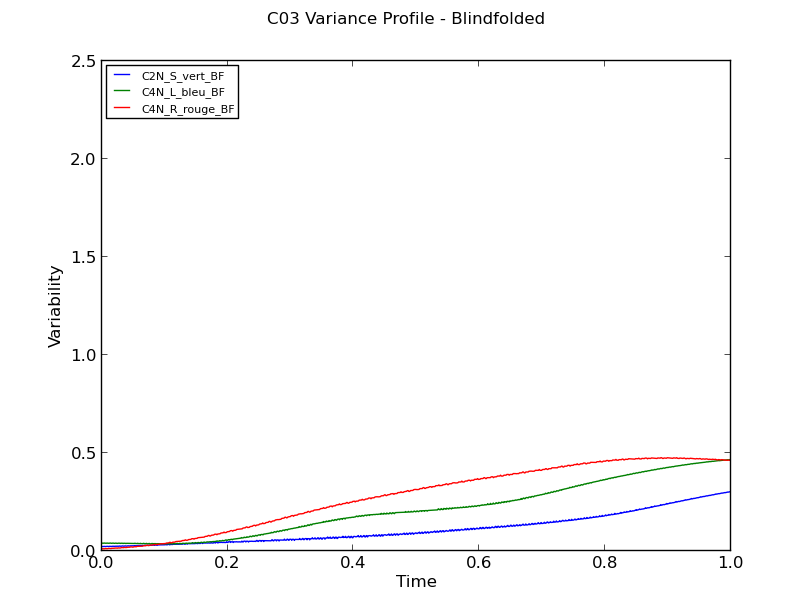 C03 Variance Profile - Blindfolded
2.5
2.0
1.5
1.0
0.5
0.0
Variability
C2N_S_vert_BF
C4N_L_bleu_BF
C4N_R_rouge_BF
0.0 0.2 0.4 0.6 0.8 1.0
Time